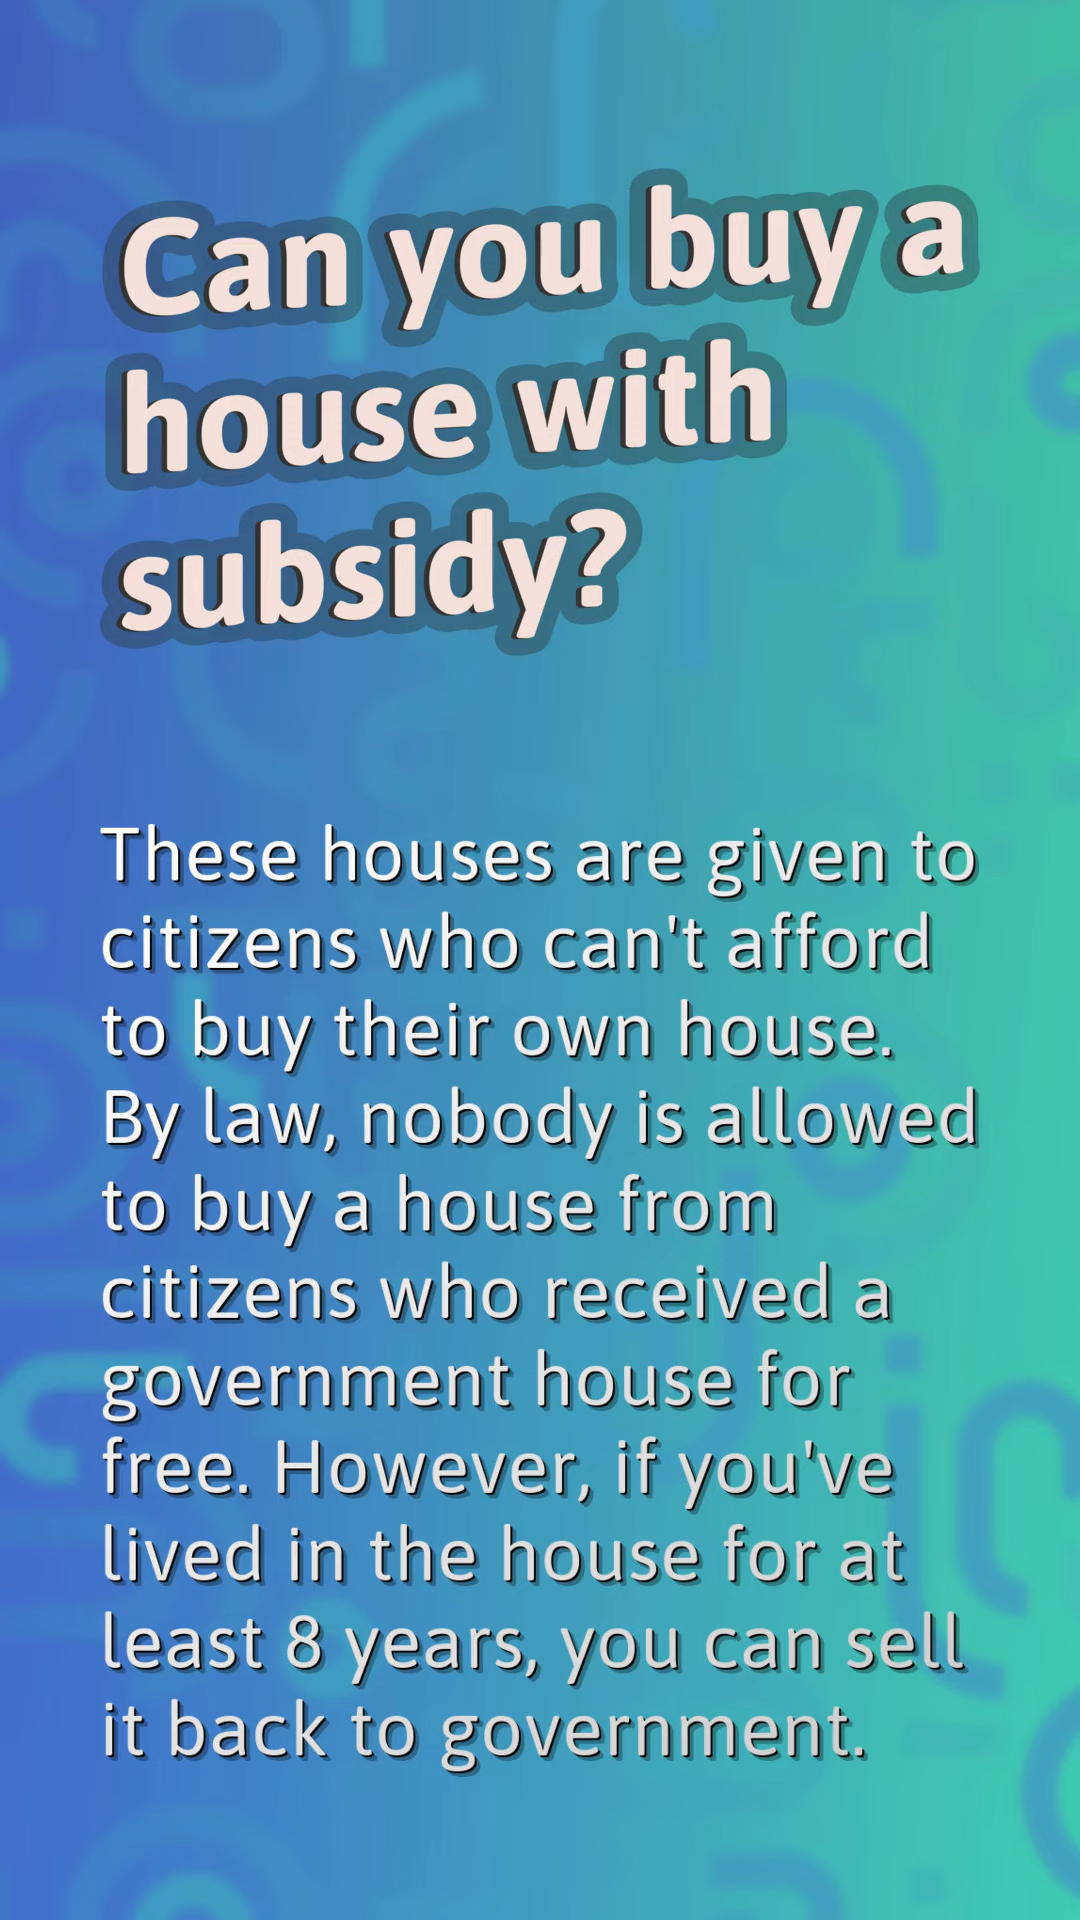 Can you buy a
house with
subsidy?
These houses are given to
citizens who can't afford
to buy their own house.
By law, nobody is allowed
to buy a house from
citizens who received a
government house for
free. However, if you've
lived in the house for at
least 8 years, you can sell
it back to government.